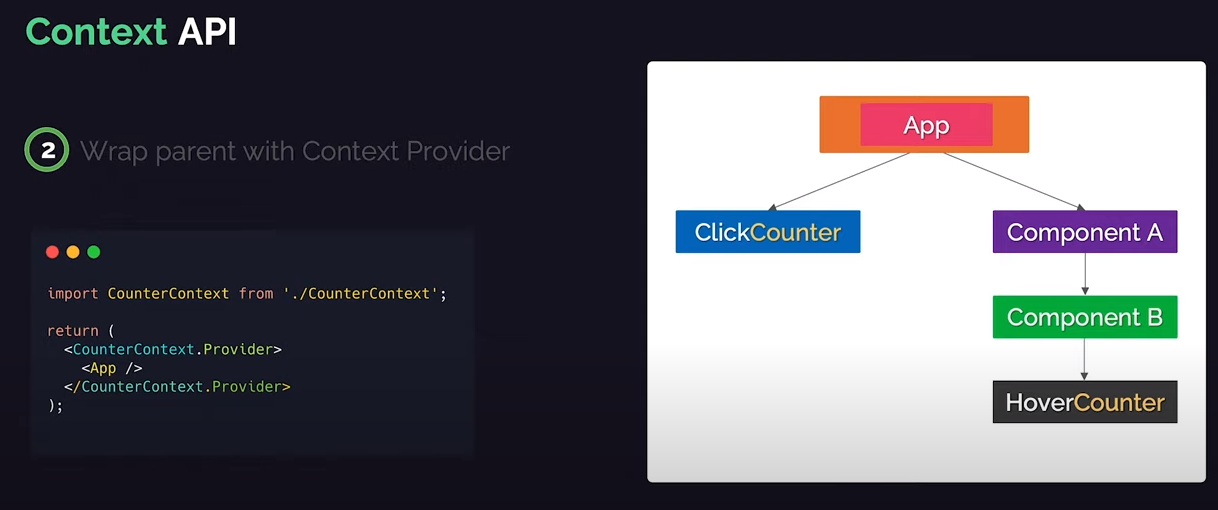 Context API
2 Wrap parent with Context Provider
import CounterContext from './CounterContext';
return (
<CounterContext.Provider>
<App />
</CounterContext.Provider>
);
App
ClickCounter
Component A
Component B
HoverCounter